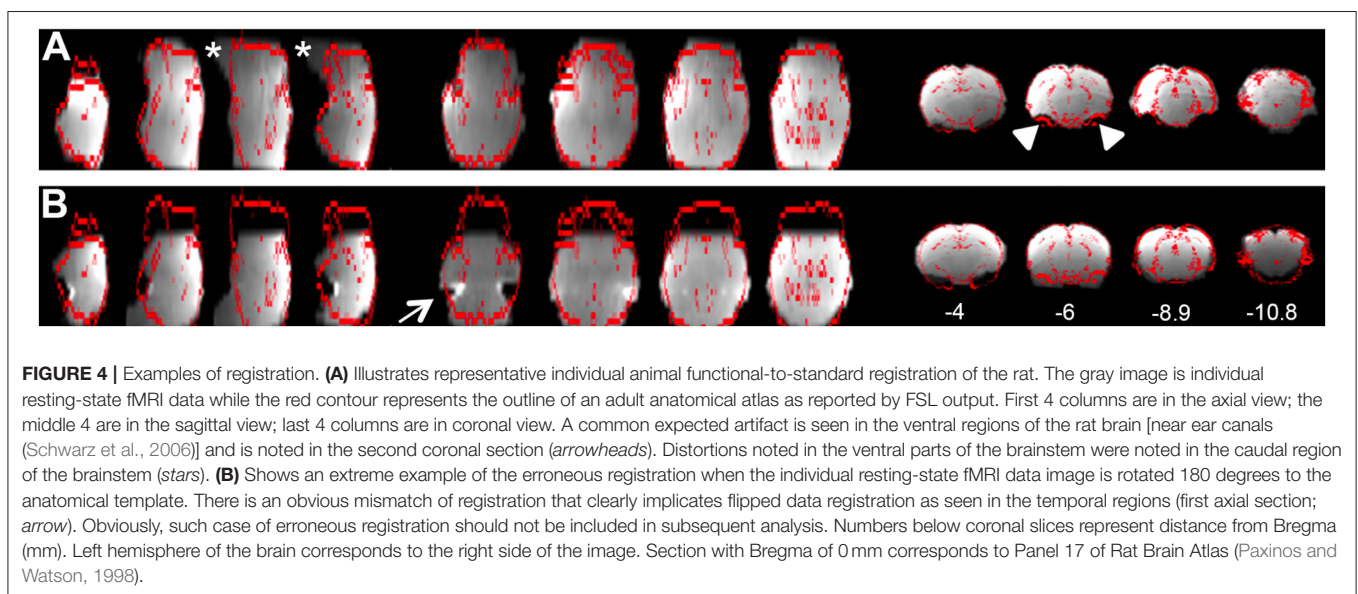 A
* *
B
-4 -6 -8.9 -10.8
FIGURE 4 | Examples of registration. (A) Illustrates representative individual animal functional-to-standard registration of the rat. The gray image is individual
resting-state fMRI data while the red contour represents the outline of an adult anatomical atlas as reported by FSL output. First 4 columns are in the axial view; the
middle 4 are in the sagittal view; last 4 columns are in coronal view. A common expected artifact is seen in the ventral regions of the rat brain [near ear canals
(Schwarz et al., 2006)] and is noted in the second coronal section (arrowheads). Distortions noted in the ventral parts of the brainstem were noted in the caudal region
of the brainstem (stars). (B) Shows an extreme example of the erroneous registration when the individual resting-state fMRI data image is rotated 180 degrees to the
anatomical template. There is an obvious mismatch of registration that clearly implicates flipped data registration as seen in the temporal regions (first axial section;
arrow). Obviously, such case of erroneous registration should not be included in subsequent analysis. Numbers below coronal slices represent distance from Bregma
(mm). Left hemisphere of the brain corresponds to the right side of the image. Section with Bregma of 0 mm corresponds to Panel 17 of Rat Brain Atlas (Paxinos and
Watson, 1998).